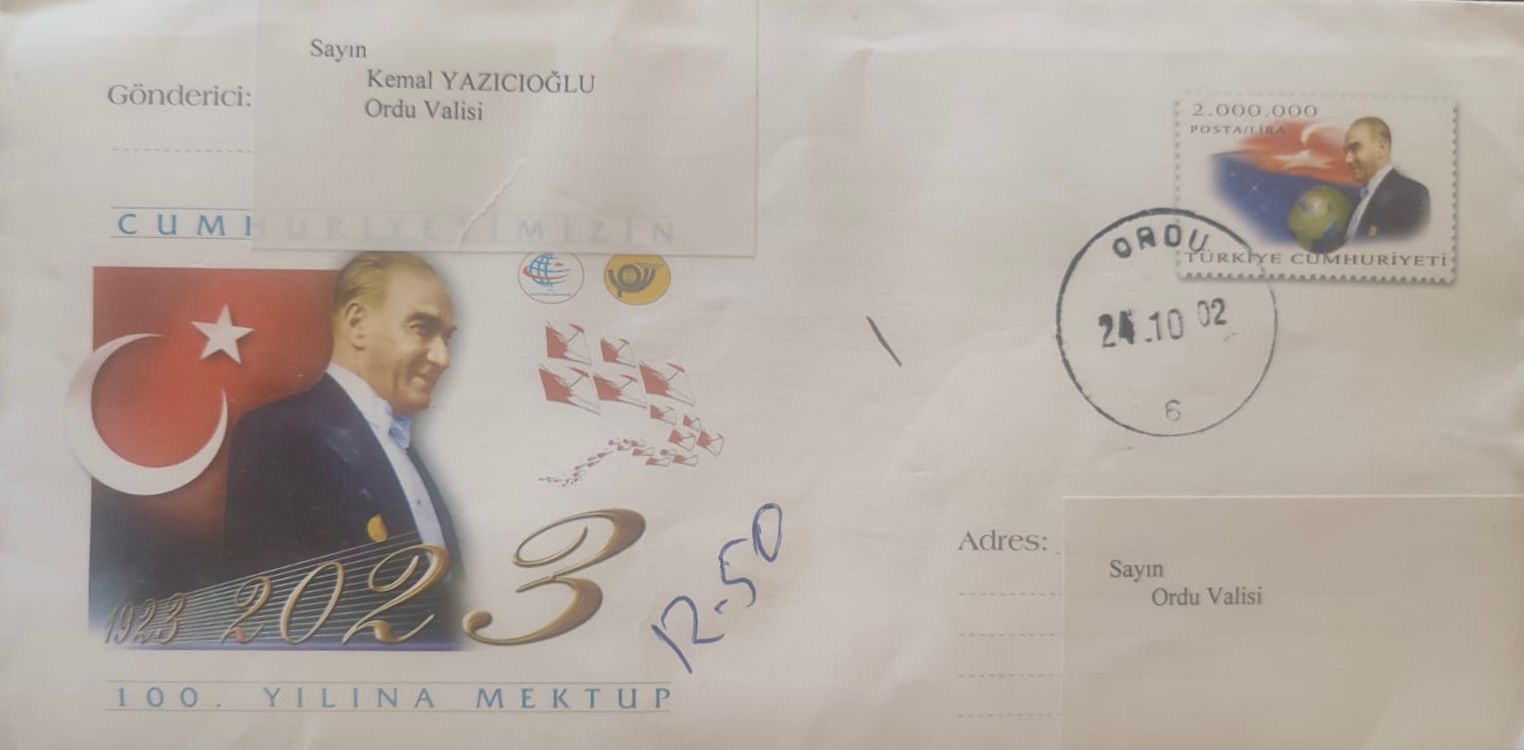 Gönderici:
Sayın
Kemal YAZICIOĞLU
Ordu Valisi
CUMHURİYETİMİZİN
1923 2023
100. YILINA MEKTUP
12-50
2.000.000
POSTA/LİRA
TÜRKİYE CUMHURİYETİ
ORDU
24.10 02
6
Adres:
Sayın
Ordu Valisi